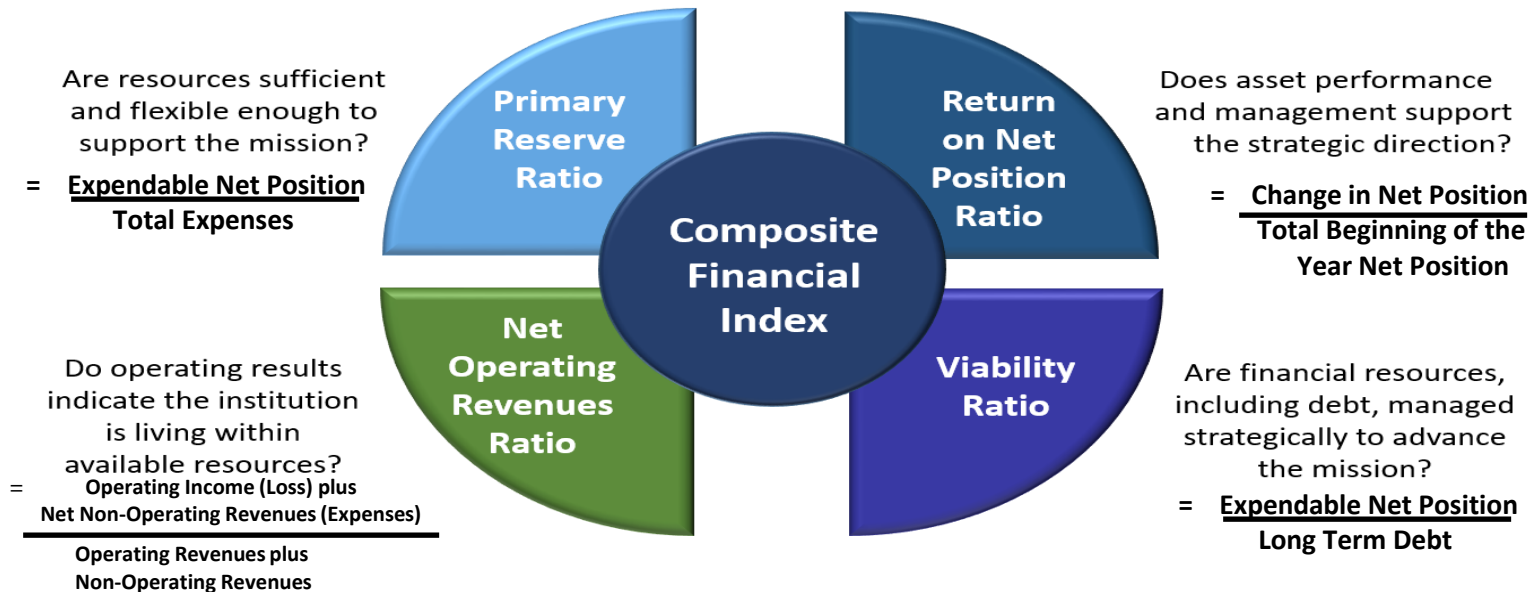 Are resources sufficient
and flexible enough to
support the mission?
= Expendable Net Position
Total Expenses
Primary
Reserve
Ratio
Return
on Net
Position
Ratio
Does asset performance
and management support
the strategic direction?
= Change in Net Position
Total Beginning of the
Year Net Position
Composite
Financial
Index
Do operating results
indicate the institution
is living within
available resources?
= Operating Income (Loss) plus
Net Non-Operating Revenues (Expenses)
Operating Revenues plus
Non-Operating Revenues
Net
Operating
Revenues
Ratio
Viability
Ratio
Are financial resources,
including debt, managed
strategically to advance
the mission?
= Expendable Net Position
Long Term Debt